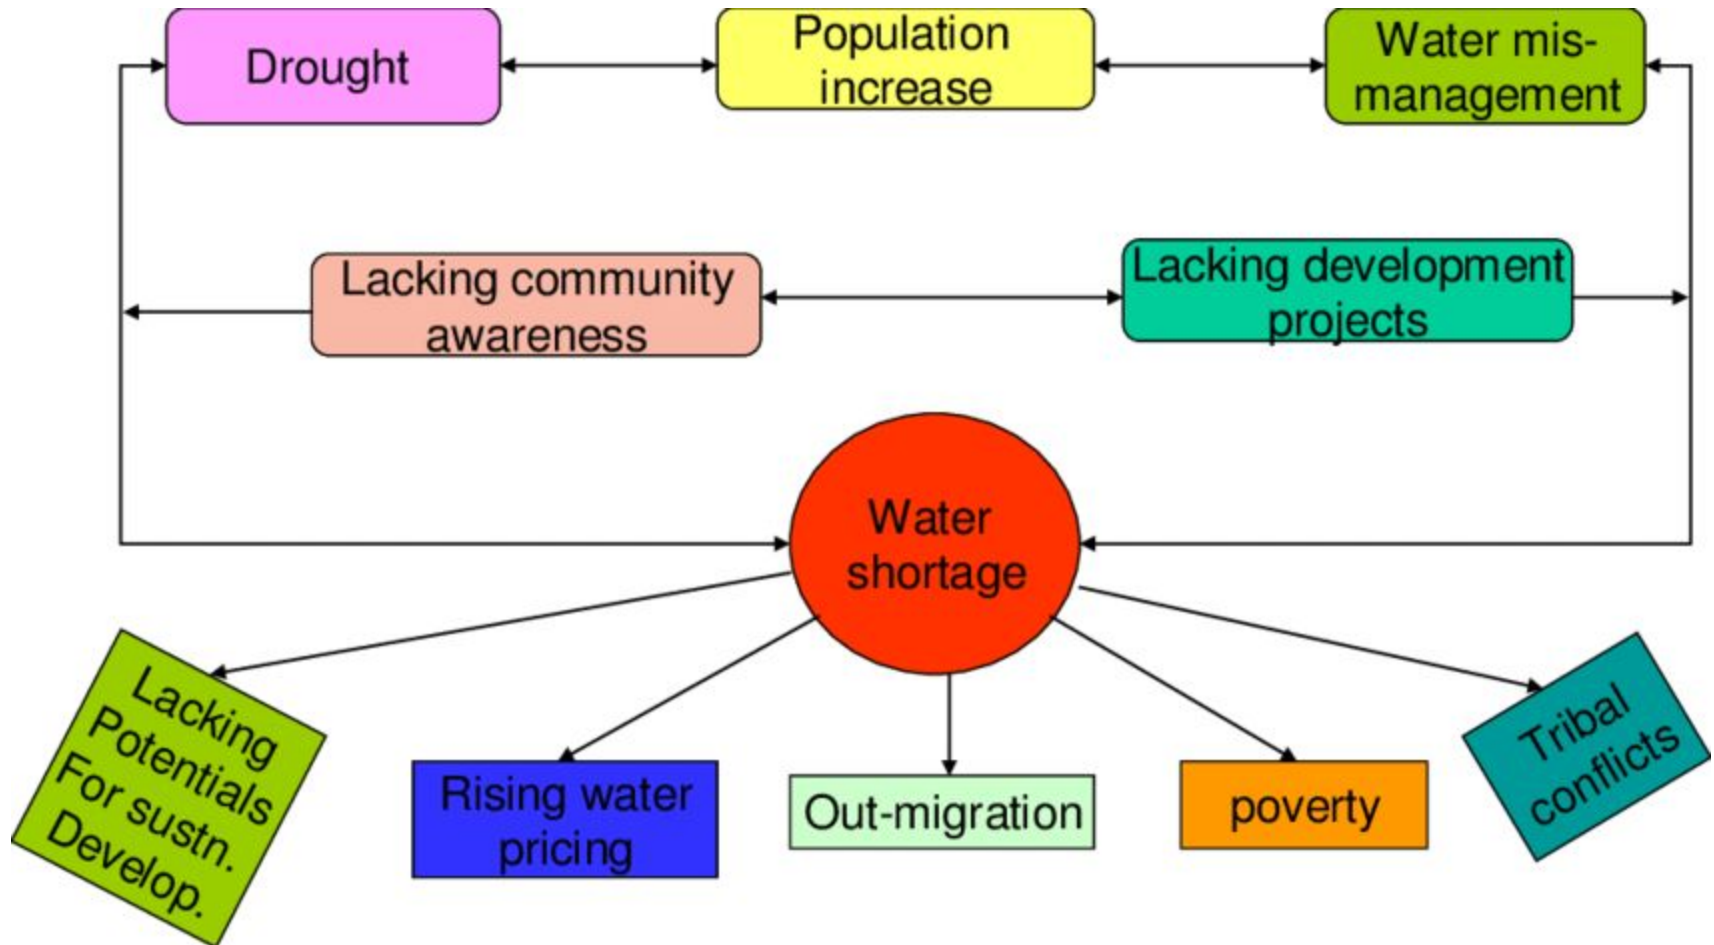 Drought
Population
increase
Water mis-
management
Lacking community
awareness
Lacking development
projects
Water
shortage
Lacking
Potentials
For sustn.
Develop.
Rising water
pricing
Out-migration
poverty
Tribal
conflicts